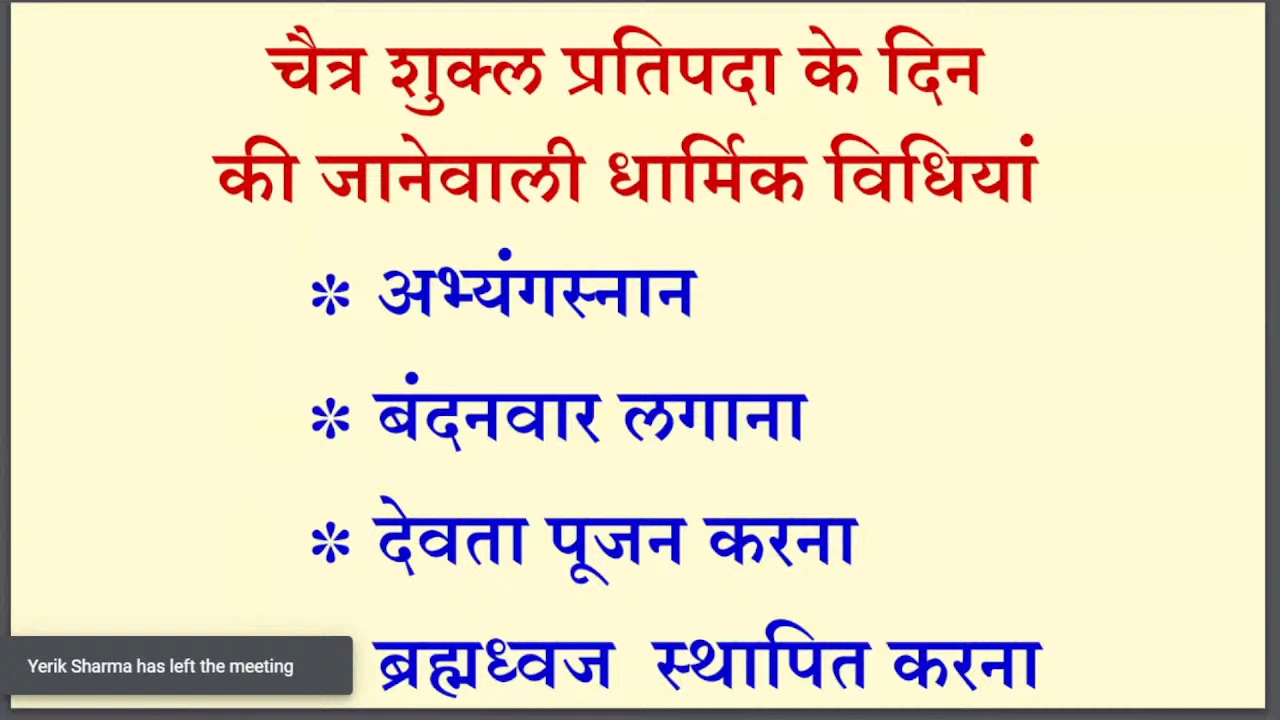 चैत्र शुक्ल प्रतिपदा के दिन
की जानेवाली धार्मिक विधियां
* अभ्यंगस्नान
* बंदनवार लगाना
* देवता पूजन करना
ब्रह्मध्वज स्थापित करना
Yerik Sharma has left the meeting